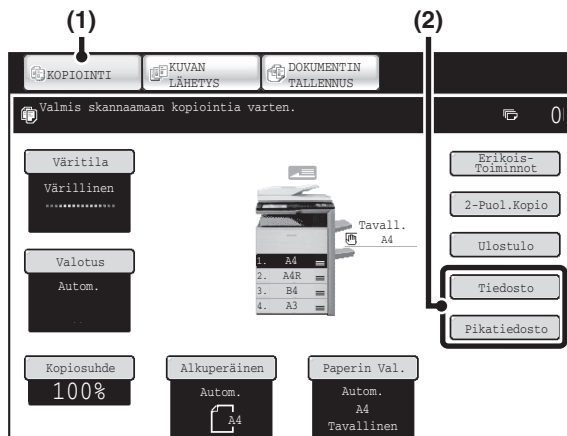 (1)
(2)
KOPIOINTI
KUVAN
LÄHETYS
DOKUMENTIN
TALLENNUS
Valmis skannaamaan kopiointia varten.
0
Väritila
Värillinen
Valotus
Autom.
Kopiosuhde
100%
Tavall.
A4
1. A4
2. A4R
3. B4
4. A3
Alkuperäinen
Autom.
A4
Paperin Val.
Autom.
A4
Tavallinen
Erikois-
Toiminnot
2-Puol.Kopio
Ulostulo
Tiedosto
Pikatiedosto